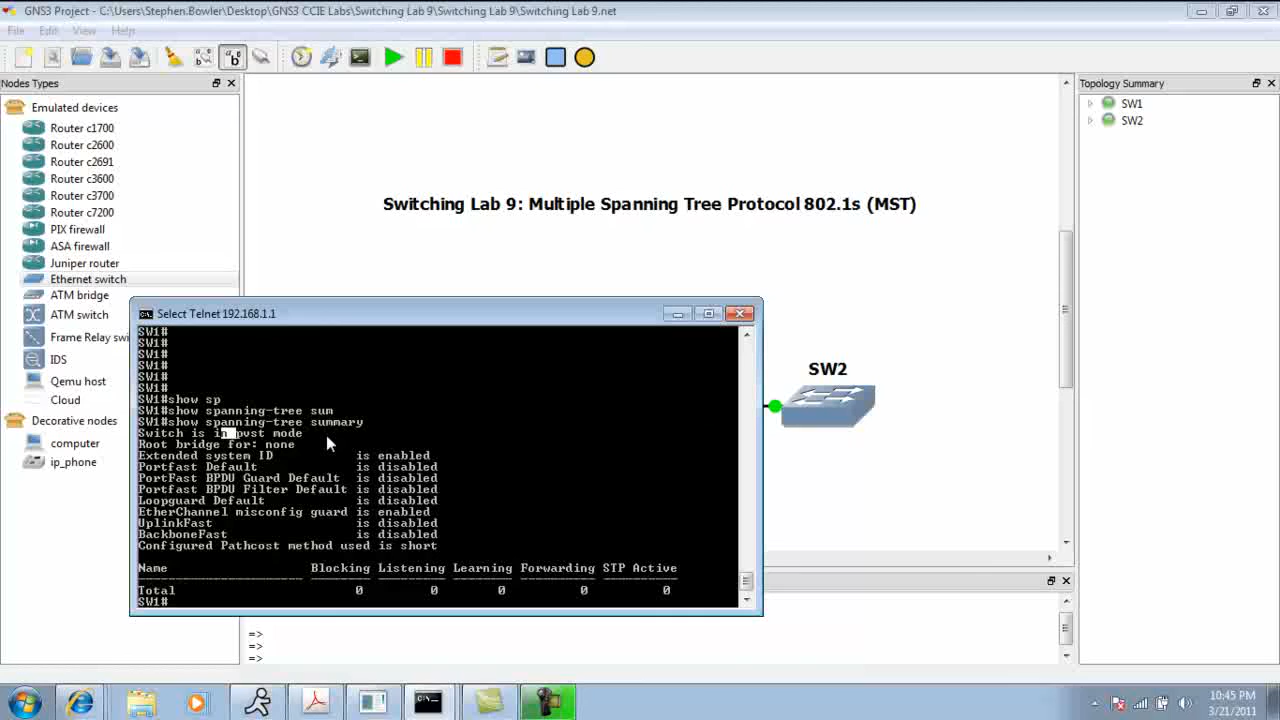 GNS3 Project - C:\Users\Stephen.Bowler\Desktop\GNS3 CCIE Labs\Switching Lab 9\Switching Lab 9\Switching Lab 9.net
File Edit View Help
Nodes Types
Emulated devices
Router c1700
Router c2600
Router c2691
Router c3600
Router c3700
Router c7200
PIX firewall
ASA firewall
Juniper router
Ethernet switch
ATM bridge
ATM switch
Frame Relay swi
IDS
Qemu host
Cloud
Decorative nodes
computer
ip_phone
Switching Lab 9: Multiple Spanning Tree Protocol 802.1s (MST)
SW2
Topology Summary
SW1
SW2
Select Telnet 192.168.1.1
SW1#
SW1#
SW1#
SW1#
SW1#
SW1#
SW1#show sp
SW1#show spanning-tree sum
SW1#show spanning-tree summary
Switch is in pvst mode
Root bridge for: none
Extended system ID is enabled
Portfast Default is disabled
PortFast BPDU Guard Default is disabled
Portfast BPDU Filter Default is disabled
Loopguard Default is disabled
EtherChannel misconfig guard is enabled
UplinkFast is disabled
BackboneFast is disabled
Configured Pathcost method used is short
Name Blocking Listening Learning Forwarding STP Active
Total 0 0 0 0 0
SW1#
=>
=>
=>
10:45 PM
3/21/2011